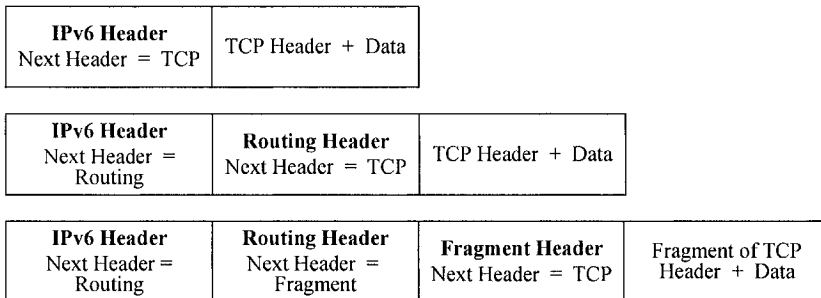 IPv6 Header
Next Header = TCP
TCP Header + Data
IPv6 Header
Next Header =
Routing
Routing Header
Next Header = TCP
TCP Header + Data
IPv6 Header
Next Header =
Routing
Routing Header
Next Header =
Fragment
Fragment Header
Next Header = TCP
Fragment of TCP
Header + Data